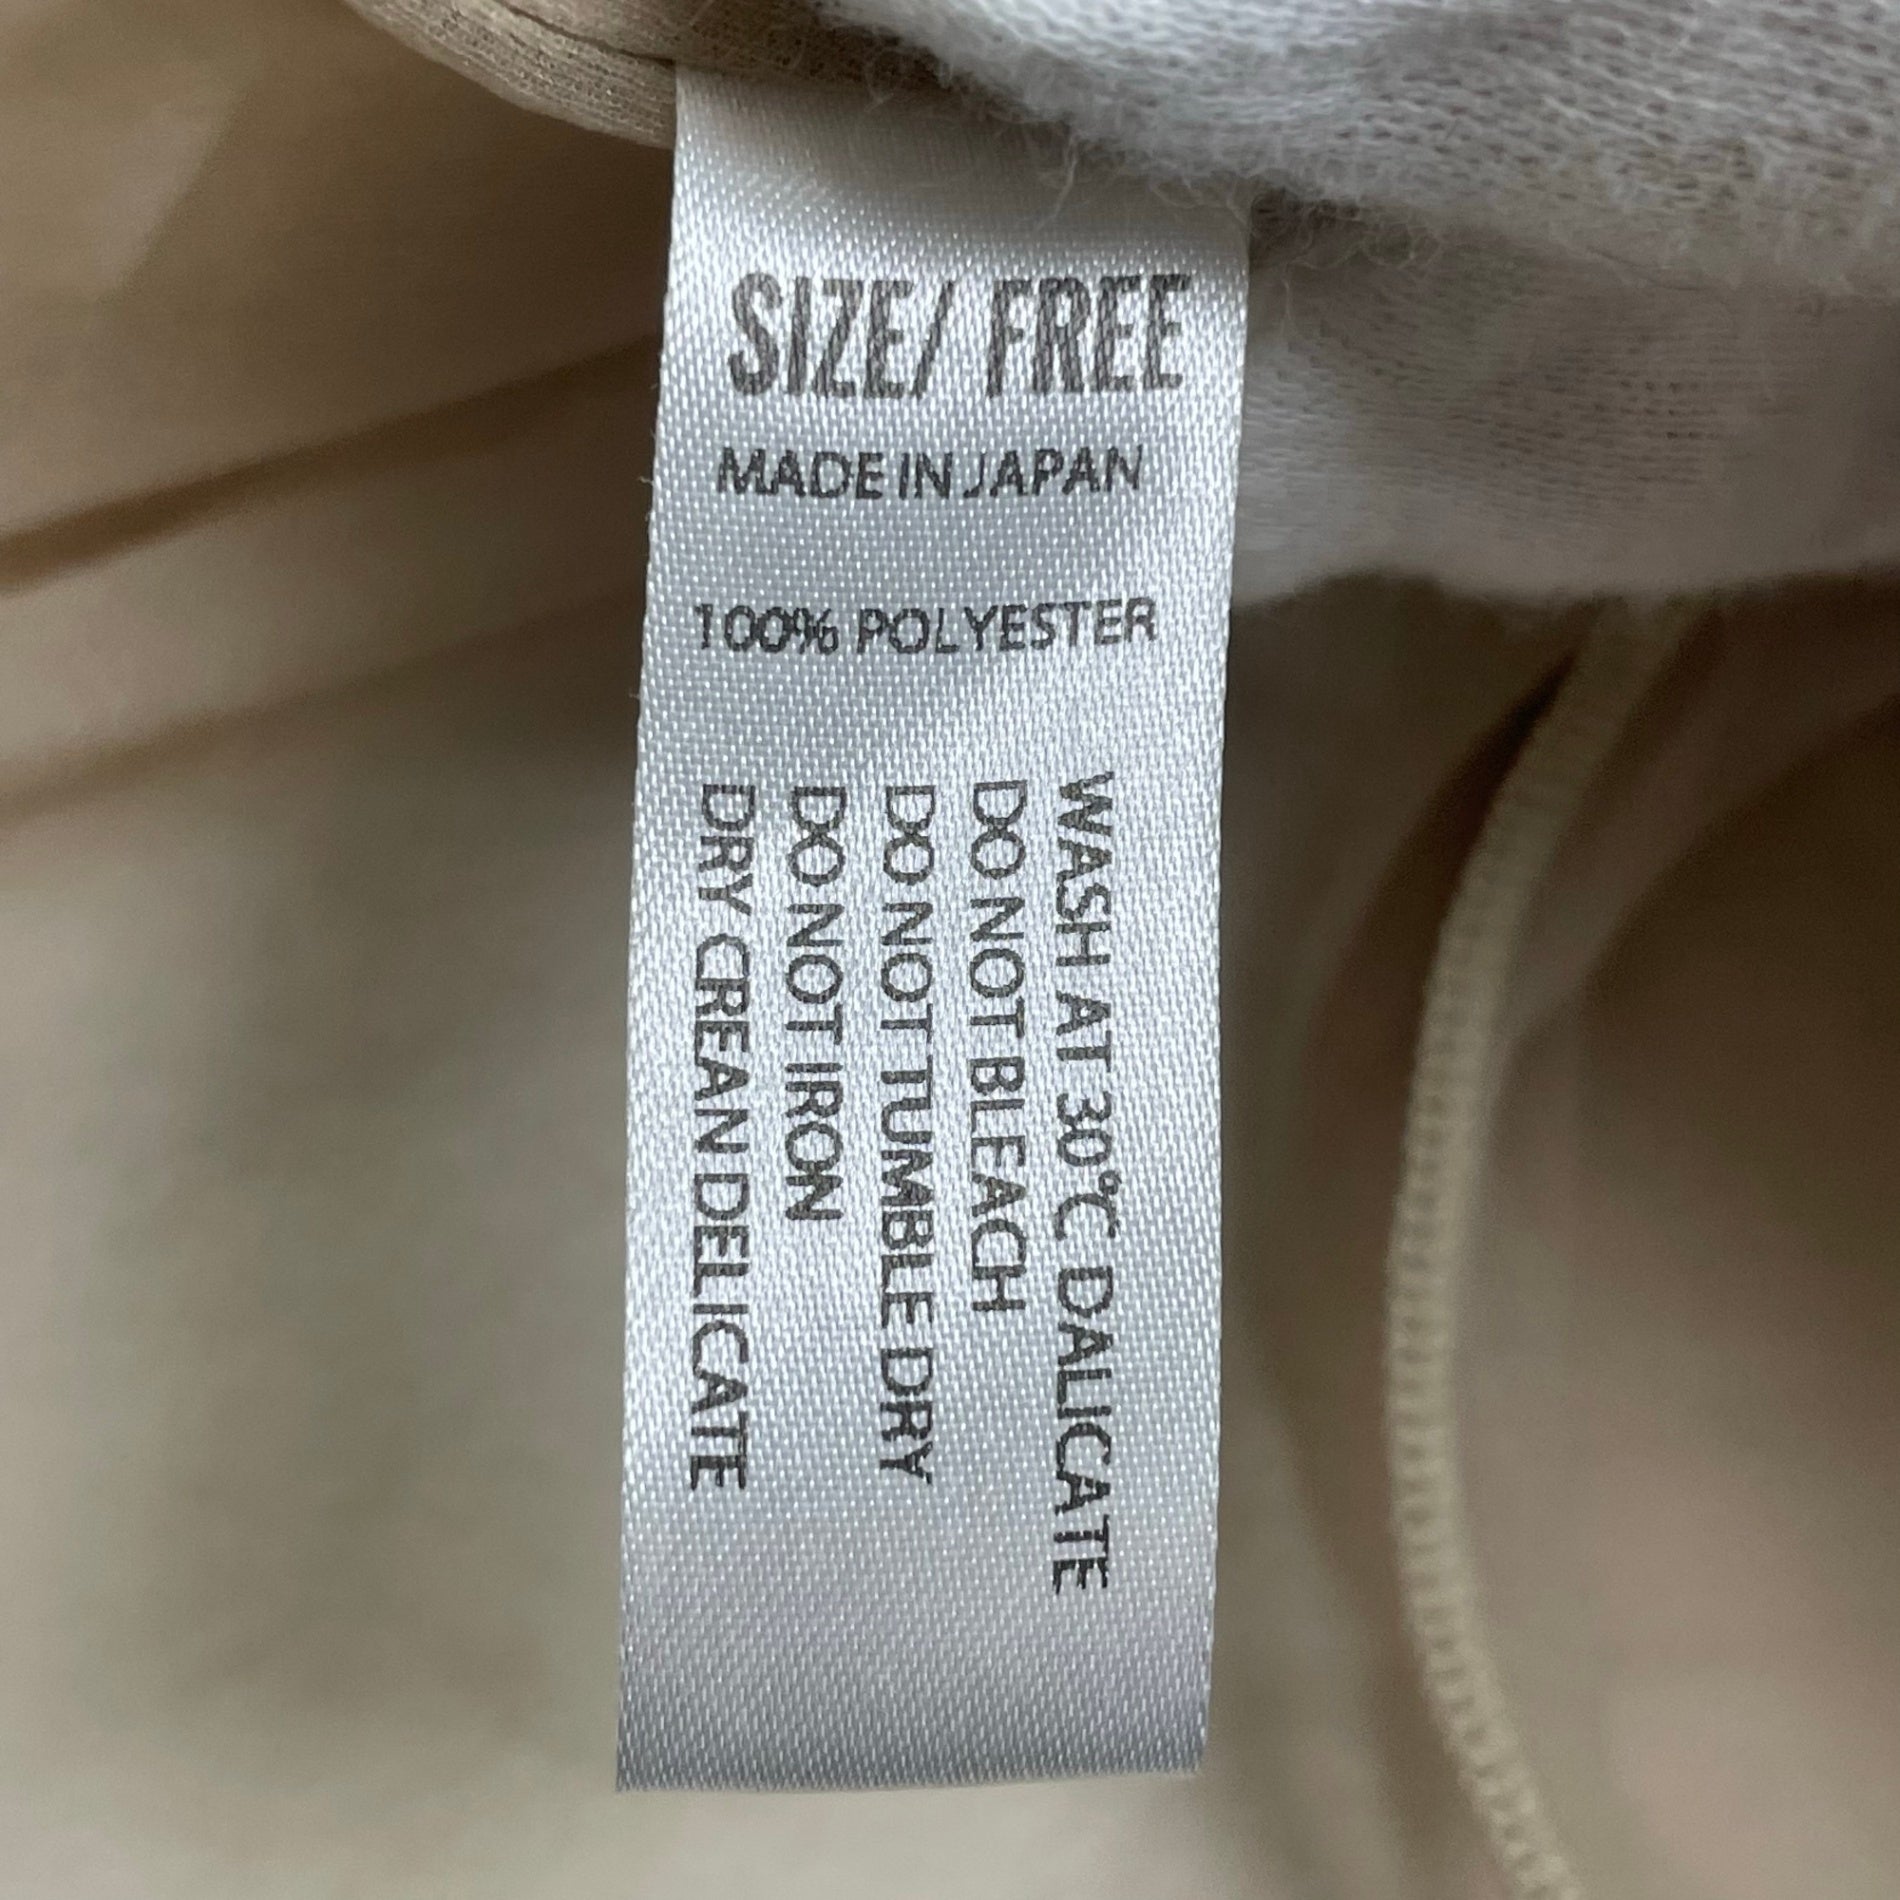 SIZE/ FREE
MADE IN JAPAN
100% POLYESTER
WASH AT 30℃ DALICATE
DO NOT BLEACH
DO NOT TUMBLE DRY
DO NOT IRON
DRY CREAN DELICATE